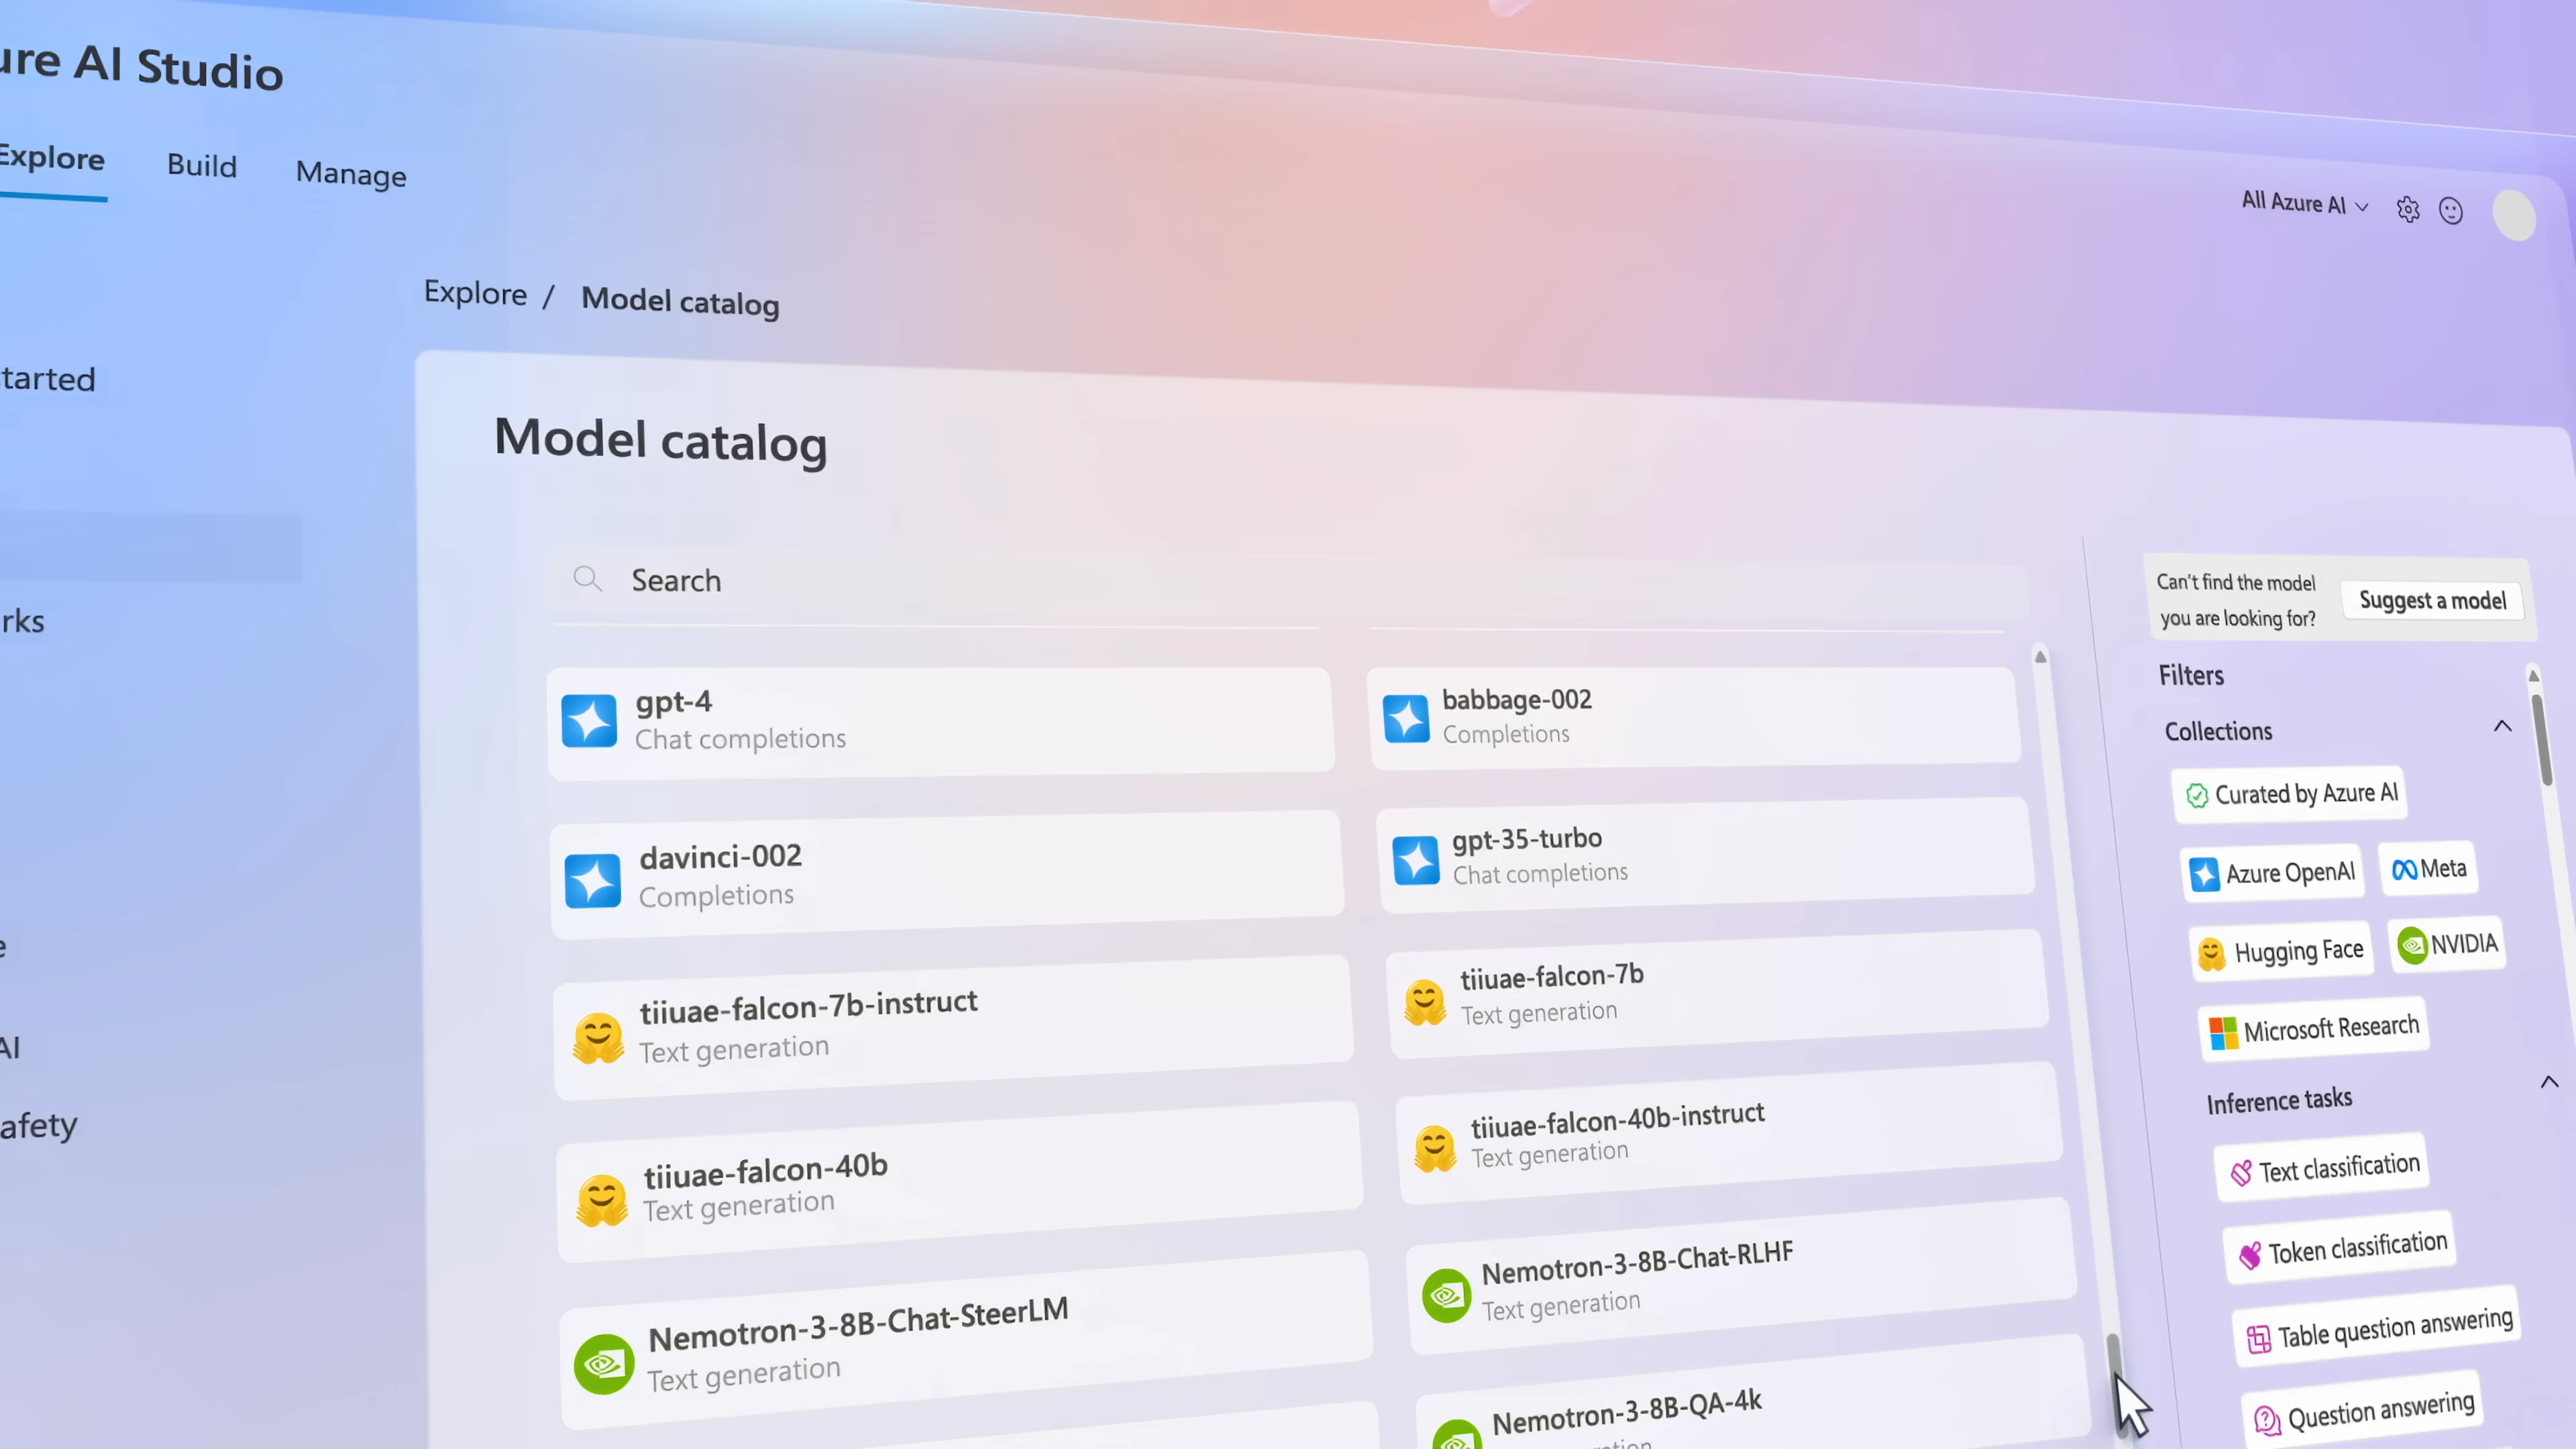 ure AI Studio
Explore
Build
Manage
All Azure AI
tarted
rks
e
AI
afety
Explore / Model catalog
Model catalog
Search
gpt-4
Chat completions
babbage-002
Completions
davinci-002
Completions
gpt-35-turbo
Chat completions
tiiuae-falcon-7b-instruct
Text generation
tiiuae-falcon-7b
Text generation
tiiuae-falcon-40b
Text generation
tiiuae-falcon-40b-instruct
Text generation
Nemotron-3-8B-Chat-SteerLM
Text generation
Nemotron-3-8B-Chat-RLHF
Text generation
Nemotron-3-8B-QA-4k
Can't find the model
you are looking for?
Suggest a model
Filters
Collections
Curated by Azure AI
Azure OpenAI
Meta
Hugging Face
NVIDIA
Microsoft Research
Inference tasks
Text classification
Token classification
Table question answering
Question answering